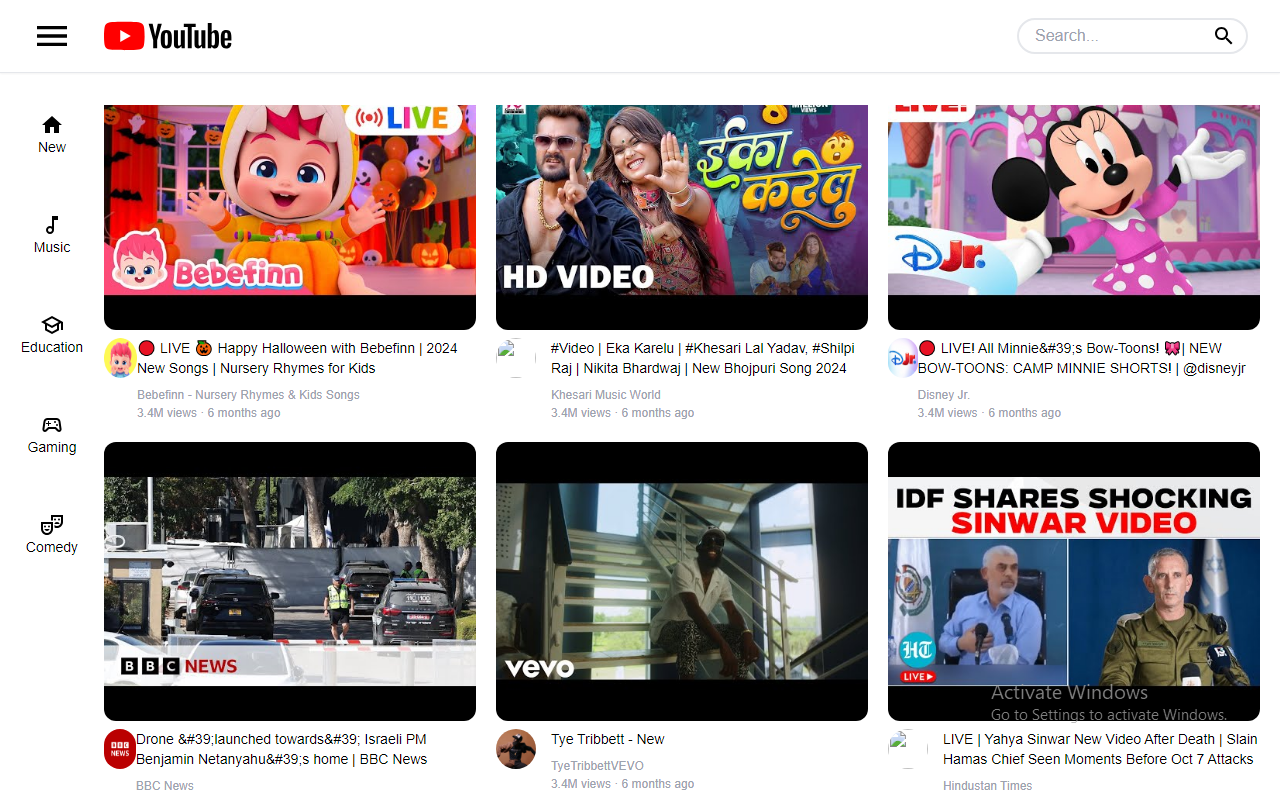 YouTube
Search...
New
Music
Education
Gaming
Comedy
LIVE
Bebefinn
ईका
करेलु
HD VIDEO
LIVE!
Disney Jr.
🔴 LIVE 🎃 Happy Halloween with Bebefinn | 2024
New Songs | Nursery Rhymes for Kids
Bebefinn - Nursery Rhymes & Kids Songs
3.4M views · 6 months ago
#Video | Eka Karelu | #Khesari Lal Yadav, #Shilpi
Raj | Nikita Bhardwaj | New Bhojpuri Song 2024
Khesari Music World
3.4M views · 6 months ago
🔴 LIVE! All Minnie&#39;s Bow-Toons! 🎀| NEW
BOW-TOONS: CAMP MINNIE SHORTS! | @disneyjr
Disney Jr.
3.4M views · 6 months ago
BBC NEWS
vevo
IDF SHARES SHOCKING
SINWAR VIDEO
HT
LIVE
Activate Windows
Go to Settings to activate Windows.
BBC
NEWS
Drone &#39;launched towards&#39; Israeli PM
Benjamin Netanyahu&#39;s home | BBC News
BBC News
Tye Tribbett - New
TyeTribbettVEVO
3.4M views · 6 months ago
LIVE | Yahya Sinwar New Video After Death | Slain
Hamas Chief Seen Moments Before Oct 7 Attacks
Hindustan Times